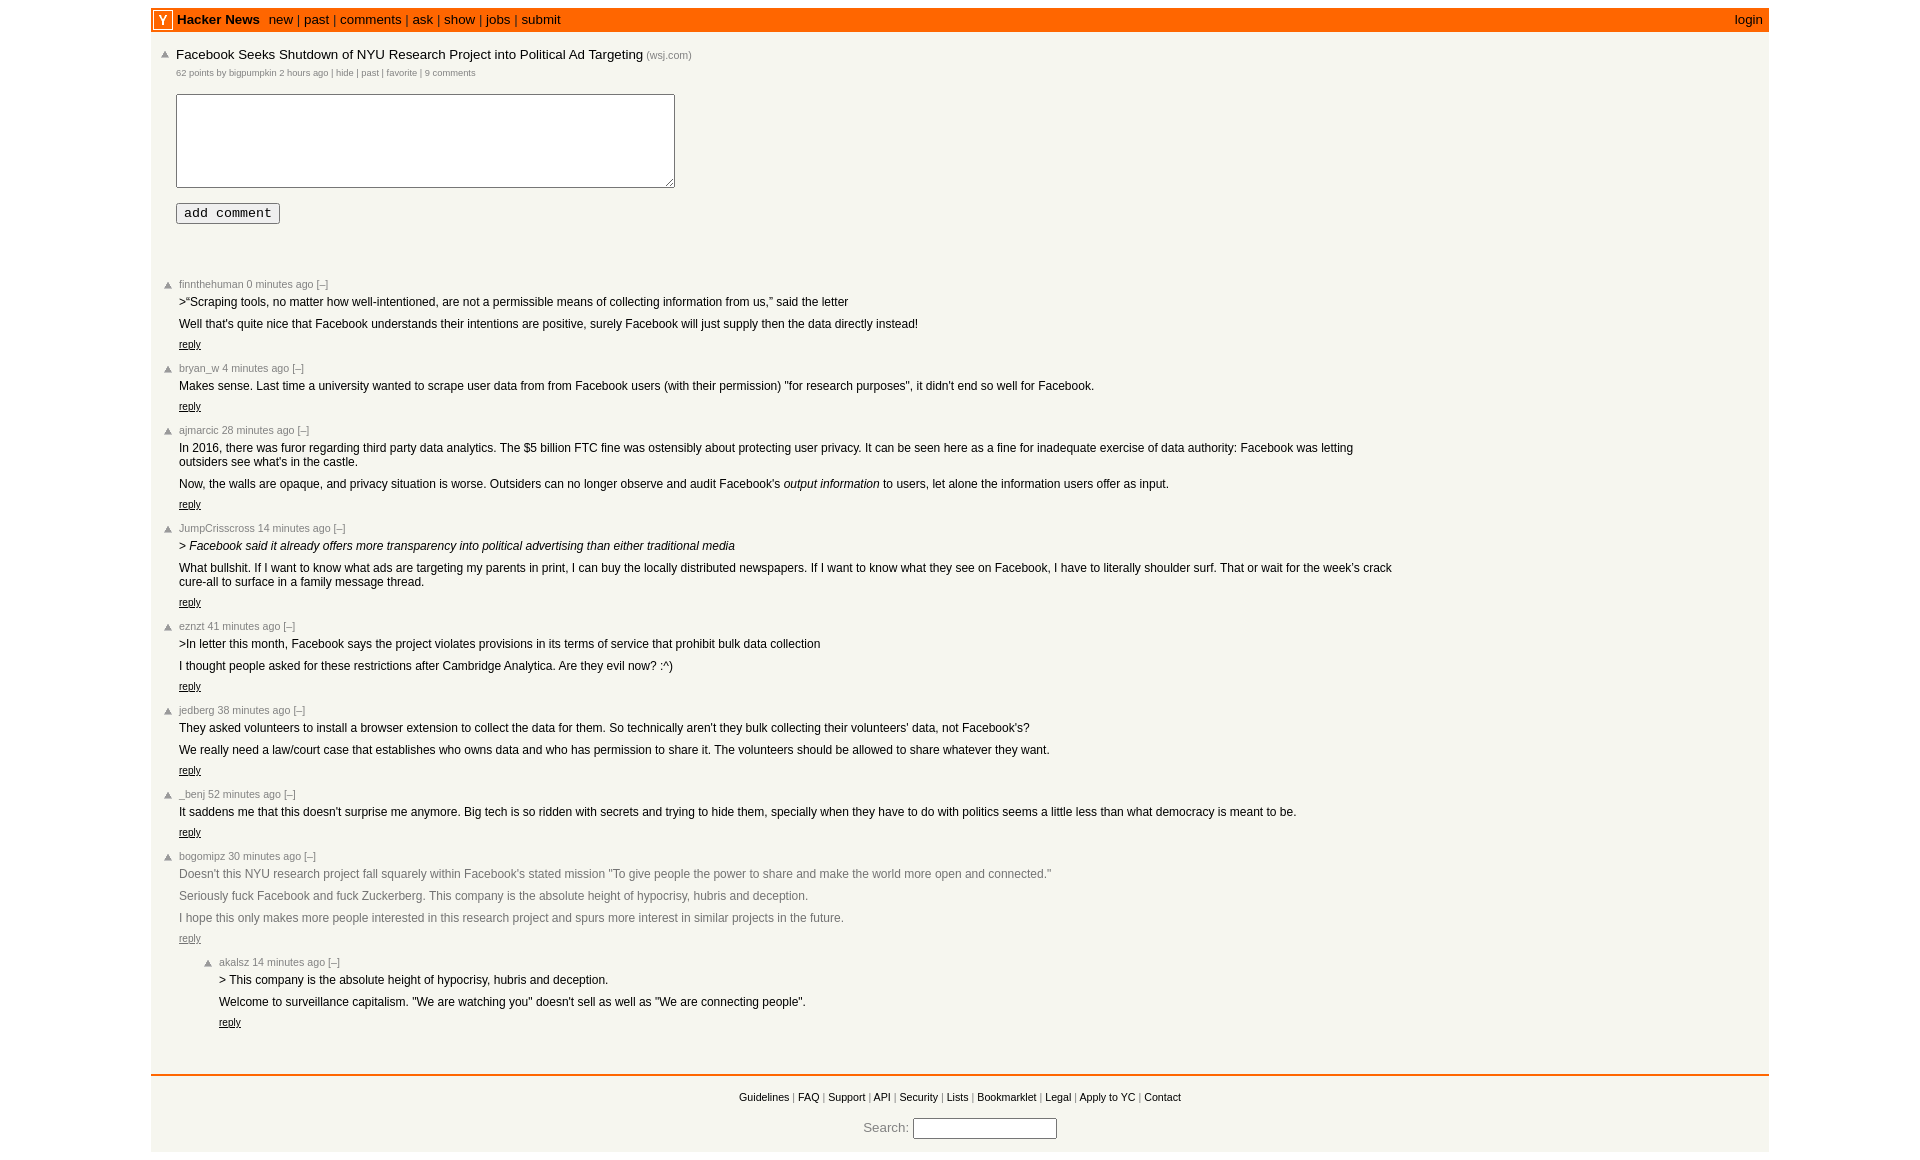 Y Hacker News new | past | comments | ask | show | jobs | submit login
Facebook Seeks Shutdown of NYU Research Project into Political Ad Targeting (wsj.com)
62 points by bigpumpkin 2 hours ago | hide | past | favorite | 9 comments
add comment
finnthehuman 0 minutes ago [–]
>“Scraping tools, no matter how well-intentioned, are not a permissible means of collecting information from us,” said the letter
Well that's quite nice that Facebook understands their intentions are positive, surely Facebook will just supply then the data directly instead!
reply
bryan_w 4 minutes ago [–]
Makes sense. Last time a university wanted to scrape user data from from Facebook users (with their permission) "for research purposes", it didn't end so well for Facebook.
reply
ajmarcic 28 minutes ago [–]
In 2016, there was furor regarding third party data analytics. The $5 billion FTC fine was ostensibly about protecting user privacy. It can be seen here as a fine for inadequate exercise of data authority: Facebook was letting
outsiders see what's in the castle.
Now, the walls are opaque, and privacy situation is worse. Outsiders can no longer observe and audit Facebook's output information to users, let alone the information users offer as input.
reply
JumpCrisscross 14 minutes ago [–]
> Facebook said it already offers more transparency into political advertising than either traditional media
What bullshit. If I want to know what ads are targeting my parents in print, I can buy the locally distributed newspapers. If I want to know what they see on Facebook, I have to literally shoulder surf. That or wait for the week’s crack
cure-all to surface in a family message thread.
reply
eznzt 41 minutes ago [–]
>In letter this month, Facebook says the project violates provisions in its terms of service that prohibit bulk data collection
I thought people asked for these restrictions after Cambridge Analytica. Are they evil now? :^)
reply
jedberg 38 minutes ago [–]
They asked volunteers to install a browser extension to collect the data for them. So technically aren't they bulk collecting their volunteers' data, not Facebook's?
We really need a law/court case that establishes who owns data and who has permission to share it. The volunteers should be allowed to share whatever they want.
reply
_benj 52 minutes ago [–]
It saddens me that this doesn't surprise me anymore. Big tech is so ridden with secrets and trying to hide them, specially when they have to do with politics seems a little less than what democracy is meant to be.
reply
bogomipz 30 minutes ago [–]
Doesn't this NYU research project fall squarely within Facebook's stated mission "To give people the power to share and make the world more open and connected."
Seriously fuck Facebook and fuck Zuckerberg. This company is the absolute height of hypocrisy, hubris and deception.
I hope this only makes more people interested in this research project and spurs more interest in similar projects in the future.
reply
akalsz 14 minutes ago [–]
> This company is the absolute height of hypocrisy, hubris and deception.
Welcome to surveillance capitalism. "We are watching you" doesn't sell as well as "We are connecting people".
reply
Guidelines | FAQ | Support | API | Security | Lists | Bookmarklet | Legal | Apply to YC | Contact
Search: